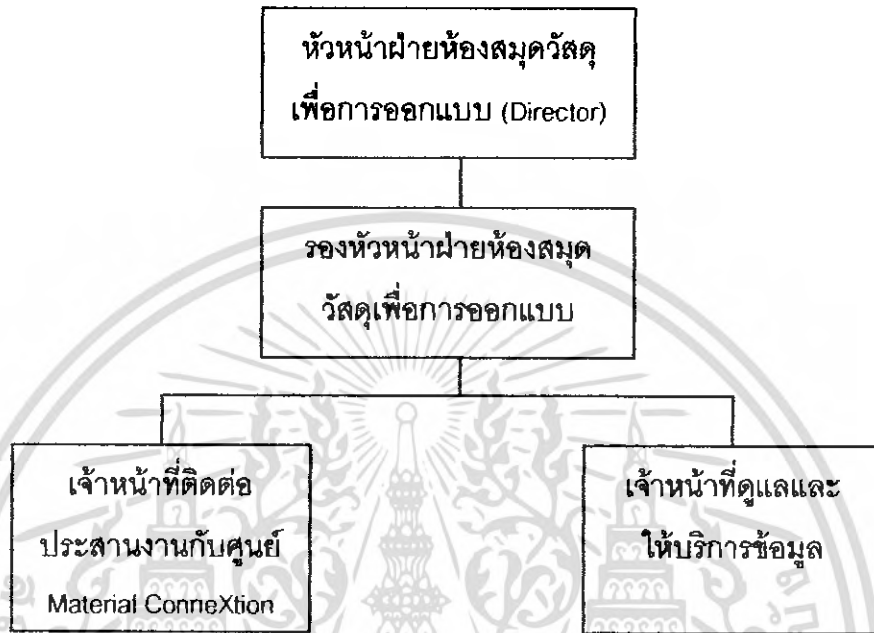 หัวหน้าฝ่ายห้องสมุดวัสดุ
เพื่อการออกแบบ (Director)
รองหัวหน้าฝ่ายห้องสมุด
วัสดุเพื่อการออกแบบ
เจ้าหน้าที่ติดต่อ
ประสานงานกับศูนย์
Material ConneXtion
เจ้าหน้าที่ดูแลและ
ให้บริการข้อมูล